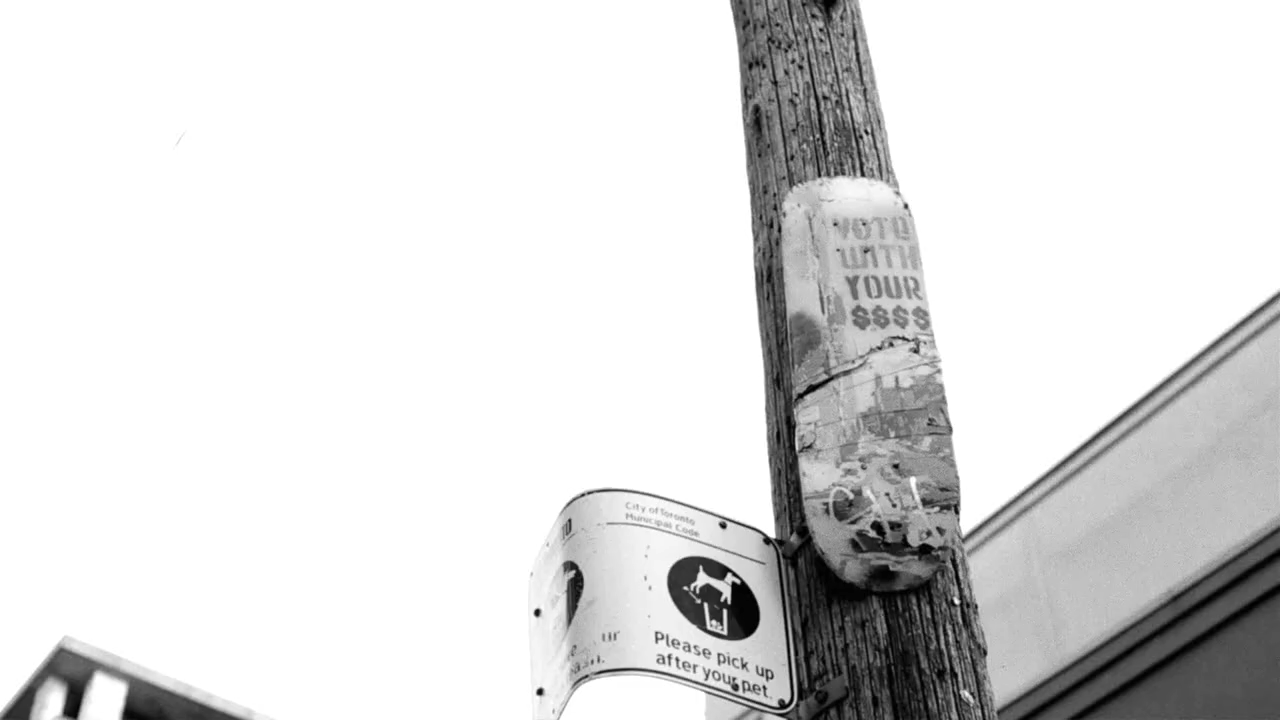 VOTE
WITH
YOUR
$$$$
City of Toronto
Municipal Code
Please pick up
after your pet.